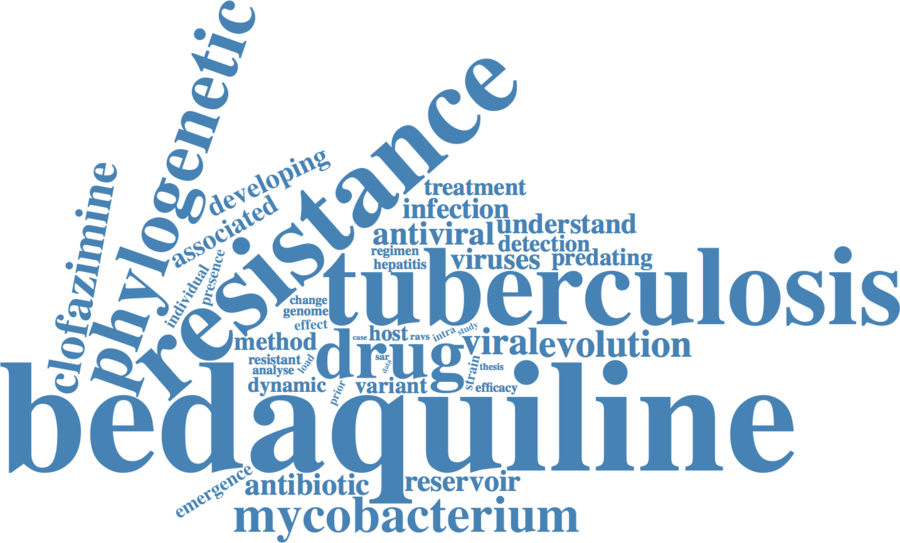 phylogenetic
resistance
clofazimine
developing
associated
individual
presence
treatment
infection
understand
antiviral
detection
regimen
viruses
predating
hepatitis
tuberculosis
change
genome
effect
case
host
ravs
intra
study
method
drug
viral
evolution
resistant
load
sar
data
strain
thesis
analyse
dynamic
prior
variant
efficacy
bedaquiline
emergence
antibiotic
reservoir
mycobacterium